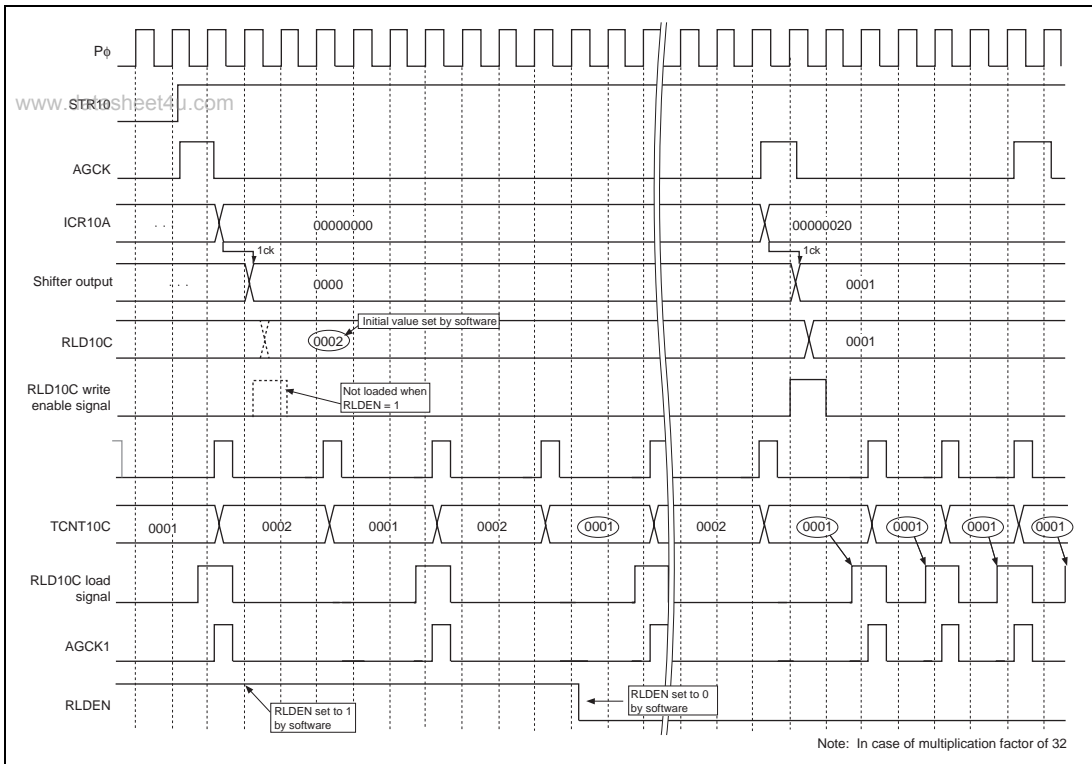 Pϕ
www.datasheet4u.com
STR10
AGCK
ICR10A
. .
00000000
00000020
1ck
1ck
Shifter output
. . .
0000
0001
Initial value set by software
RLD10C
0002
0001
RLD10C write
enable signal
Not loaded when
RLDEN = 1
TCNT10C
0001
0002
0001
0002
0001
0002
0001
0001
0001
0001
RLD10C load
signal
AGCK1
RLDEN
RLDEN set to 1
by software
RLDEN set to 0
by software
Note: In case of multiplication factor of 32